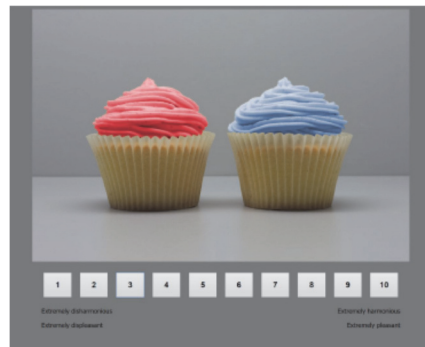 1 2 3 4 5 6 7 8 9 10
Extremely disharmonious Extremely harmonious
Extremely displeasant Extremely pleasant